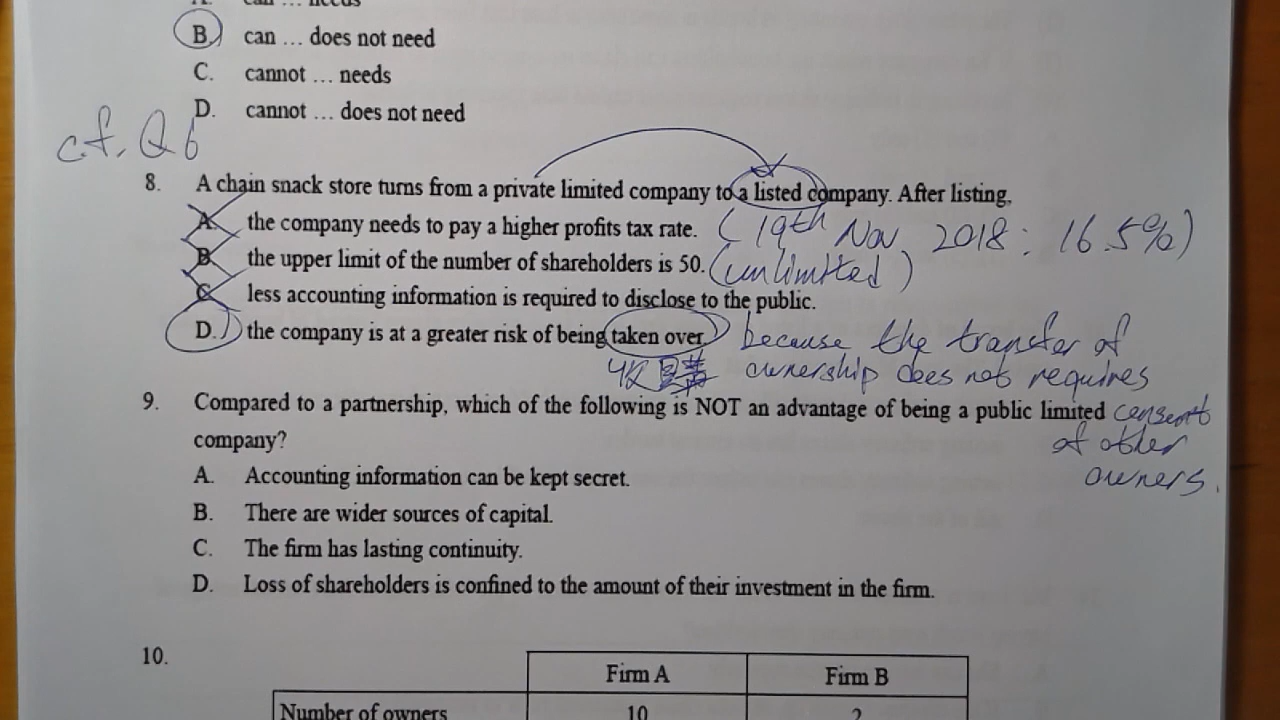 B. can … does not need
C. cannot … needs
D. cannot … does not need
cf. Q6
8. A chain snack store turns from a private limited company to a listed company. After listing,
A. the company needs to pay a higher profits tax rate. (19th Nov 2018 : 16.5%)
B. the upper limit of the number of shareholders is 50. (unlimited)
C. less accounting information is required to disclose to the public.
D. the company is at a greater risk of being taken over. because the transfer of
收購 ownership does not requires
9. Compared to a partnership, which of the following is NOT an advantage of being a public limited consent
company? of other
owners.
A. Accounting information can be kept secret.
B. There are wider sources of capital.
C. The firm has lasting continuity.
D. Loss of shareholders is confined to the amount of their investment in the firm.
10.
Firm A Firm B
Number of owners 10 2